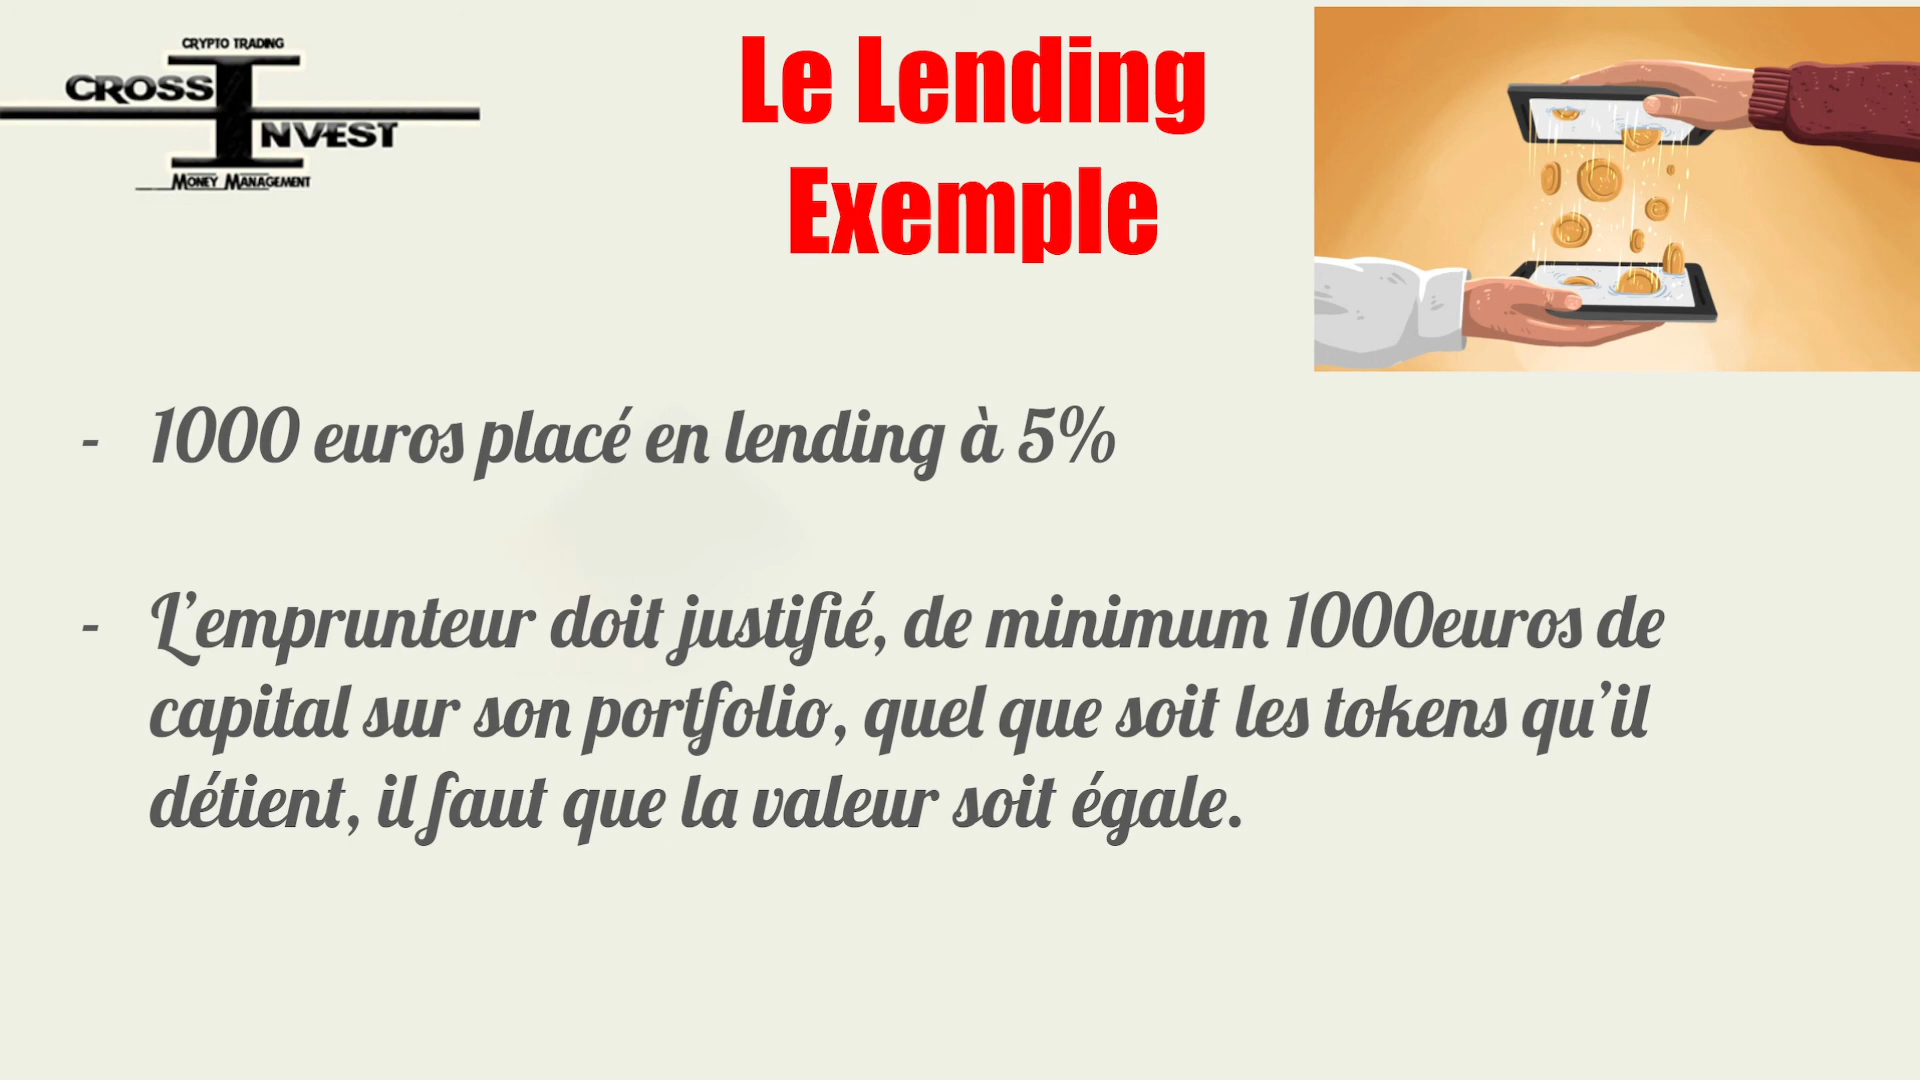 CRYPTO TRADING
CROSS
INVEST
MONEY MANAGEMENT
Le Lending
Exemple
- 1000 euros placé en lending à 5%
- L’emprunteur doit justifié, de minimum 1000euros de
capital sur son portfolio, quel que soit les tokens qu’il
détient, il faut que la valeur soit égale.